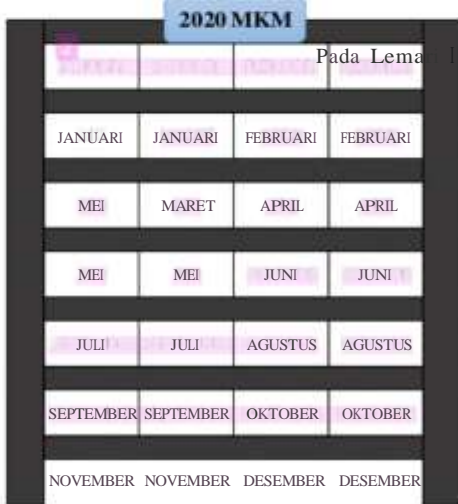 2020 MKM
Pada Lemari
JANUARI JANUARI FEBRUARI FEBRUARI
MEI MARET APRIL APRIL
MEI MEI JUNI JUNI
JULI JULI AGUSTUS AGUSTUS
SEPTEMBER SEPTEMBER OKTOBER OKTOBER
NOVEMBER NOVEMBER DESEMBER DESEMBER